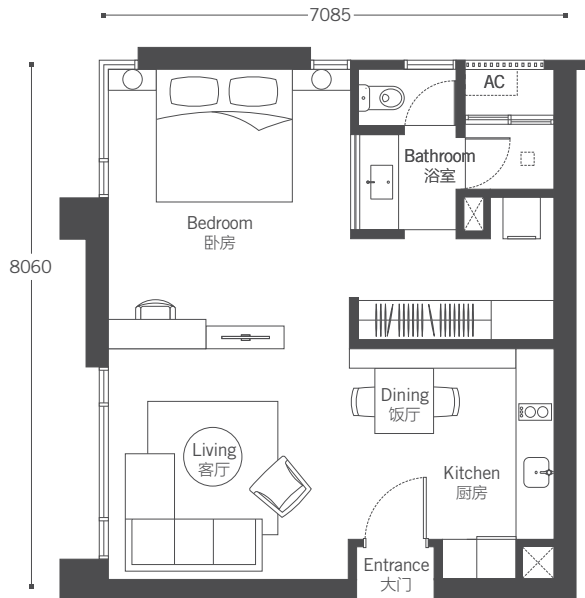 7085
AC
Bathroom
浴室
Bedroom
卧房
8060
Dining
饭厅
Living
客厅
Kitchen
厨房
Entrance
大门